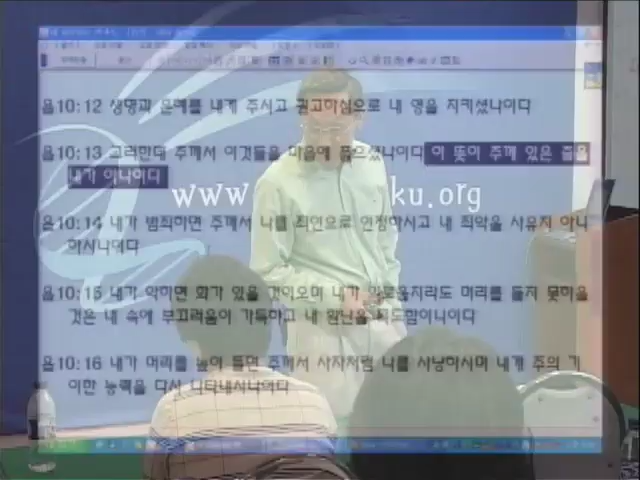 욥10:12 생명과 은혜를 내게 주시고 권고하심으로 내 영을 지키셨나이다
욥10:13 그러한데 주께서 이것들을 마음에 품으셨나이다 이 뜻이 주께 있은 줄을
내가 아나이다
www ku.org
욥10:14 내가 범죄하면 주께서 나를 죄인으로 인정하시고 내 죄악을 사유치 아니
하시나이다
욥10:15 내가 악하면 화가 있을 것이오며 내가 의로울지라도 머리를 들지 못하올
것은 내 속에 부끄러움이 가득하고 내 환난을 목도함이니이다
욥10:16 내가 머리를 높이 들면 주께서 사자처럼 나를 사냥하시며 내게 주의 기
이한 능력을 다시 나타내시나이다